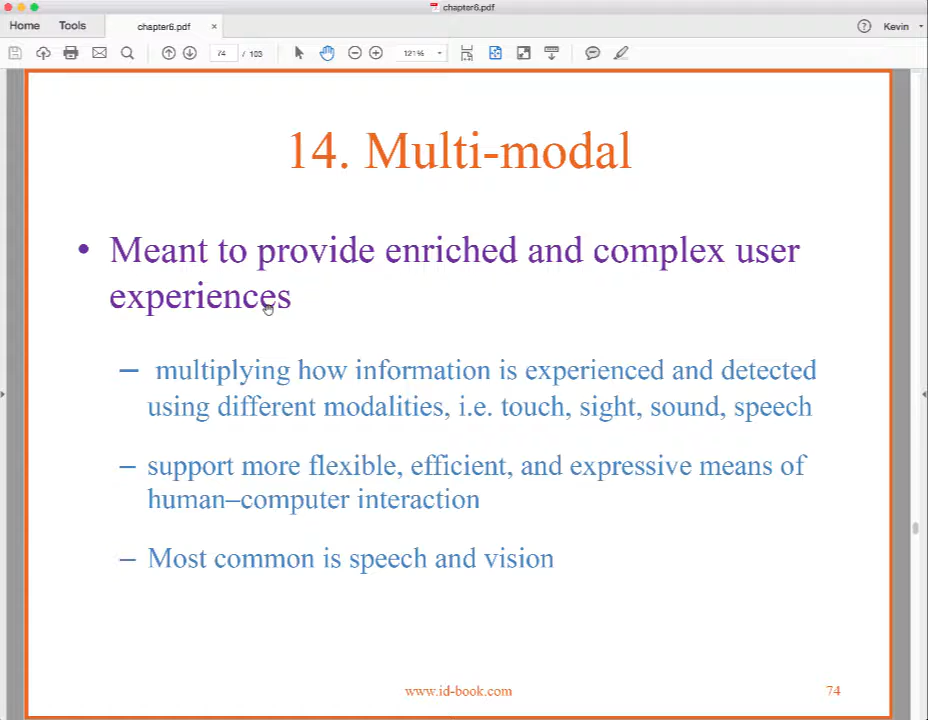 chapter6.pdf
Home Tools chapter6.pdf × Kevin
74 / 103 121%
14. Multi-modal
• Meant to provide enriched and complex user
experiences
– multiplying how information is experienced and detected
using different modalities, i.e. touch, sight, sound, speech
– support more flexible, efficient, and expressive means of
human–computer interaction
– Most common is speech and vision
www.id-book.com 74